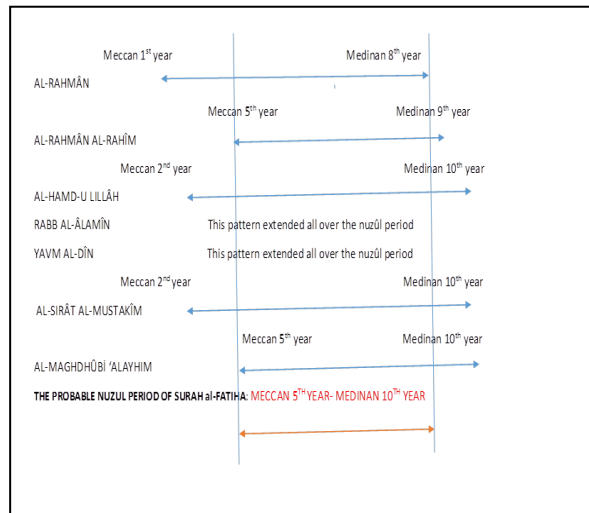 Meccan 1st year Medinan 8th year
AL-RAHMÂN
Meccan 5th year Medinan 9th year
AL-RAHMÂN AL-RAHÎM
Meccan 2nd year Medinan 10th year
AL-HAMD-U LILLÂH
RABB AL-ÂLAMÎN This pattern extended all over the nuzûl period
YAVM AL-DÎN This pattern extended all over the nuzûl period
Meccan 2nd year Medinan 10th year
AL-SIRÂT AL-MUSTAKÎM
Meccan 5th year Medinan 10th year
AL-MAGHDHÛBİ ‘ALAYHIM
THE PROBABLE NUZUL PERIOD OF SURAH al-FATIHA: MECCAN 5TH YEAR- MEDINAN 10TH YEAR